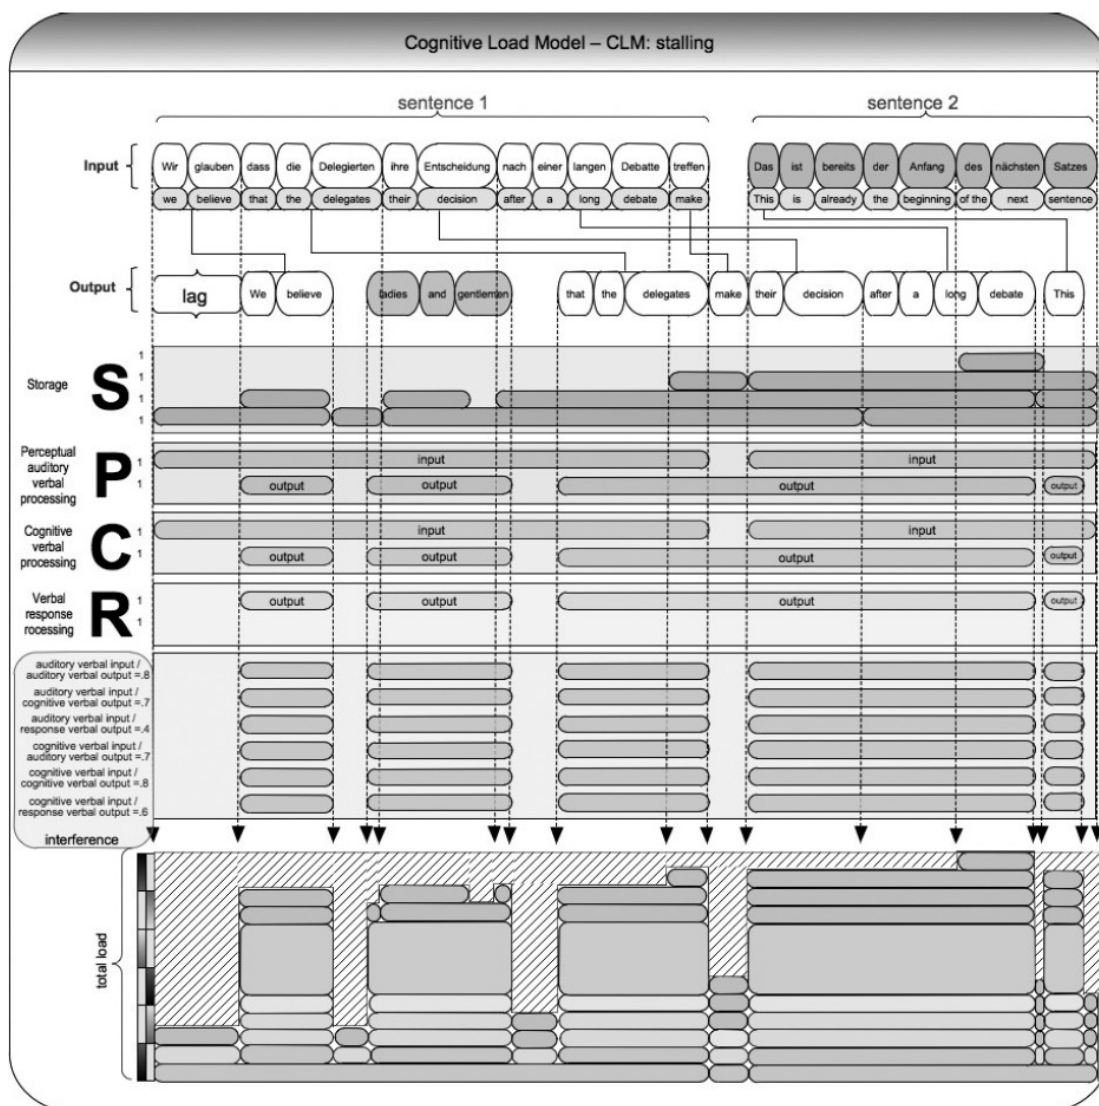 Cognitive Load Model – CLM: stalling
sentence 1 sentence 2
Input Wir glauben dass die Delegierten ihre Entscheidung nach einer langen Debatte treffen Das ist bereits der Anfang des nächsten Satzes
we believe that the delegates their decision after a long debate make This is already the beginning of the next sentence
Output lag We believe ladies and gentlemen that the delegates make their decision after a long debate This
Storage S 1
1
1
1
Perceptual
auditory
verbal
processing
P
1 input input
1 output output output output
Cognitive
verbal
processing
C
1 input input
1 output output output output
Verbal
response
rocessing
R
1 output output output output
1
auditory verbal input /
auditory verbal output =.8
auditory verbal input /
cognitive verbal output =.7
auditory verbal input /
response verbal output =.4
cognitive verbal input /
auditory verbal output =.7
cognitive verbal input /
cognitive verbal output =.8
cognitive verbal input /
response verbal output =.6
interference
total load